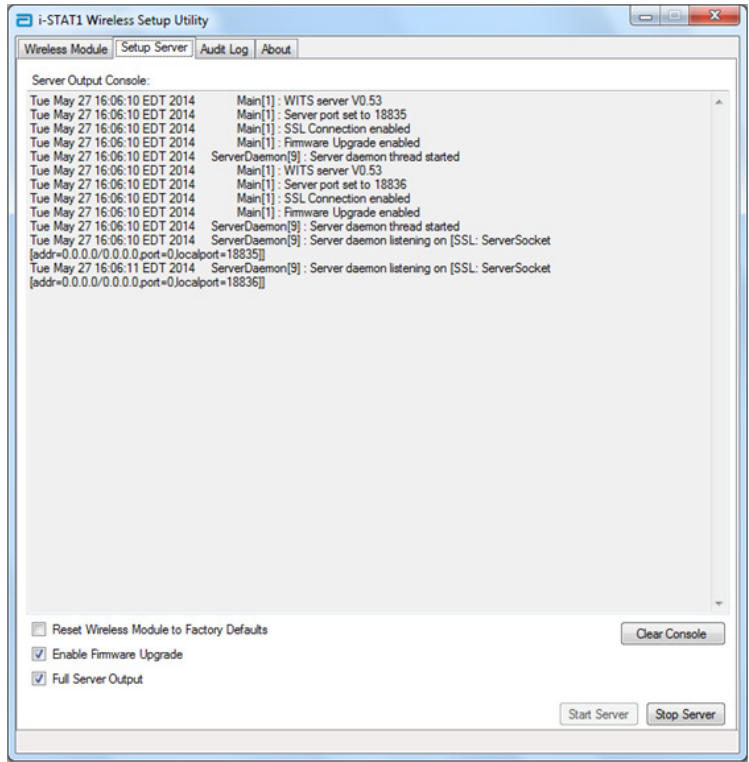 i-STAT1 Wireless Setup Utility
Wireless Module Setup Server Audit Log About
Server Output Console:
Tue May 27 16:06:10 EDT 2014 Main[1] : WITS server V0.53
Tue May 27 16:06:10 EDT 2014 Main[1] : Server port set to 18835
Tue May 27 16:06:10 EDT 2014 Main[1] : SSL Connection enabled
Tue May 27 16:06:10 EDT 2014 Main[1] : Firmware Upgrade enabled
Tue May 27 16:06:10 EDT 2014 ServerDaemon[9] : Server daemon thread started
Tue May 27 16:06:10 EDT 2014 Main[1] : WITS server V0.53
Tue May 27 16:06:10 EDT 2014 Main[1] : Server port set to 18836
Tue May 27 16:06:10 EDT 2014 Main[1] : SSL Connection enabled
Tue May 27 16:06:10 EDT 2014 Main[1] : Firmware Upgrade enabled
Tue May 27 16:06:10 EDT 2014 ServerDaemon[9] : Server daemon thread started
Tue May 27 16:06:10 EDT 2014 ServerDaemon[9] : Server daemon listening on [SSL: ServerSocket
[addr=0.0.0.0/0.0.0.0,port=0,localport=18835]]
Tue May 27 16:06:11 EDT 2014 ServerDaemon[9] : Server daemon listening on [SSL: ServerSocket
[addr=0.0.0.0/0.0.0.0,port=0,localport=18836]]
Reset Wireless Module to Factory Defaults
Clear Console
Enable Firmware Upgrade
Full Server Output
Start Server Stop Server